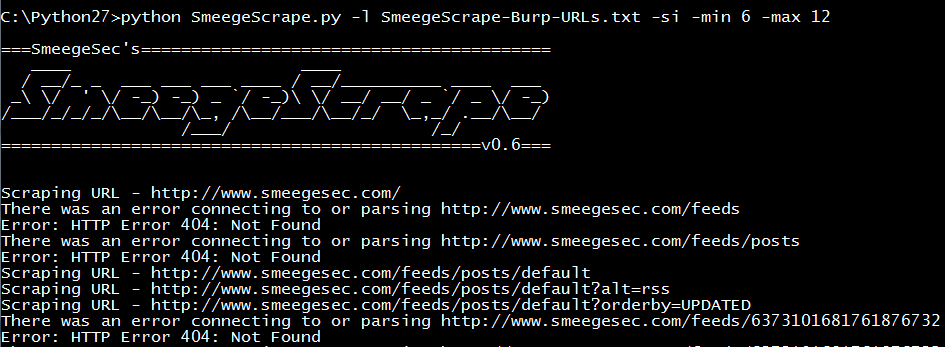 C:\Python27>python SmeegeScrape.py -l SmeegeScrape-Burp-URLs.txt -si -min 6 -max 12
===SmeegeSec's==========================================
SmeegeScrape
=================================================v0.6===
Scraping URL - http://www.smeegesec.com/
There was an error connecting to or parsing http://www.smeegesec.com/feeds
Error: HTTP Error 404: Not Found
There was an error connecting to or parsing http://www.smeegesec.com/feeds/posts
Error: HTTP Error 404: Not Found
Scraping URL - http://www.smeegesec.com/feeds/posts/default
Scraping URL - http://www.smeegesec.com/feeds/posts/default?alt=rss
Scraping URL - http://www.smeegesec.com/feeds/posts/default?orderby=UPDATED
There was an error connecting to or parsing http://www.smeegesec.com/feeds/6373101681761876732
Error: HTTP Error 404: Not Found